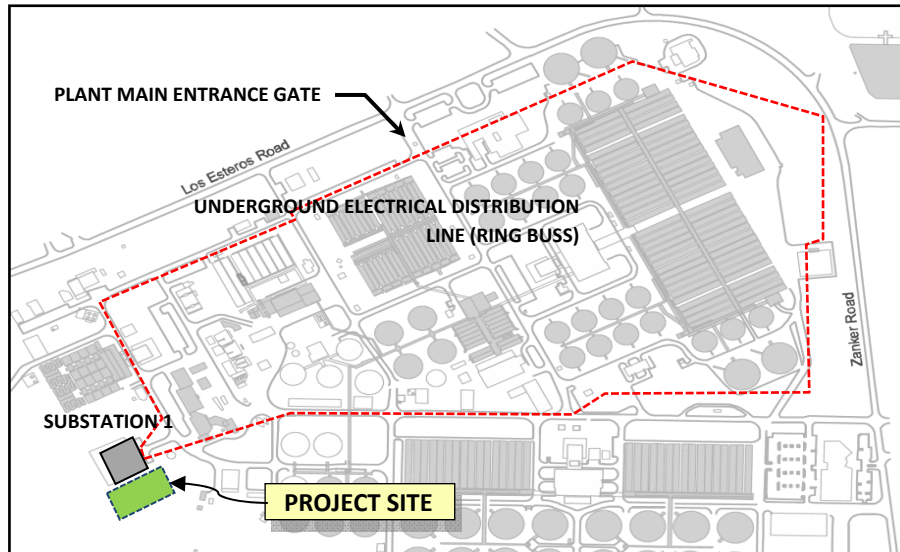 PLANT MAIN ENTRANCE GATE
Los Esteros Road
UNDERGROUND ELECTRICAL DISTRIBUTION
LINE (RING BUSS)
Zanker Road
SUBSTATION 1
PROJECT SITE